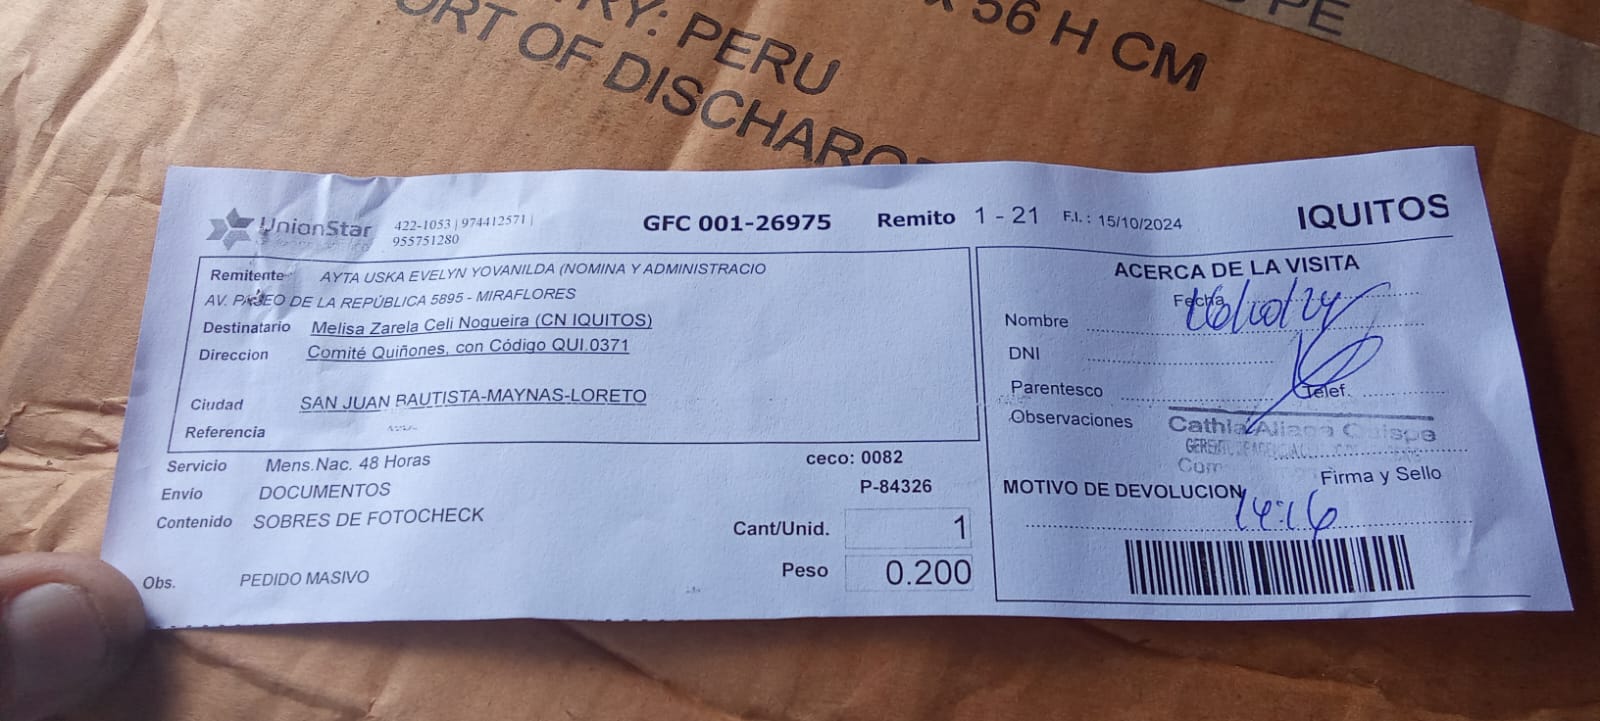 RY: PERU
ORT OF DISCHARG
56 H CM
PE
UnionStar
422-1053 | 974412571 |
955751280
GFC 001-26975
Remito 1 - 21
F.I.: 15/10/2024
IQUITOS
Remitente AYTA USKA EVELYN YOVANILDA (NOMINA Y ADMINISTRACIO
AV. PASEO DE LA REPÚBLICA 5895 - MIRAFLORES
Destinatario Melisa Zarela Celi Nogueira (CN IQUITOS)
Direccion Comité Quiñones, con Código QUI.0371
Ciudad SAN JUAN BAUTISTA-MAYNAS-LORETO
Referencia
Servicio Mens.Nac. 48 Horas
ceco: 0082
Envio DOCUMENTOS
P-84326
Contenido SOBRES DE FOTOCHECK
Cant/Unid. 1
Peso 0.200
Obs. PEDIDO MASIVO
ACERCA DE LA VISITA
Fecha 16/10/24
Nombre
DNI
Parentesco Telef.
Observaciones
Cathia Aliaga Quispe
Firma y Sello
MOTIVO DE DEVOLUCION
14:16